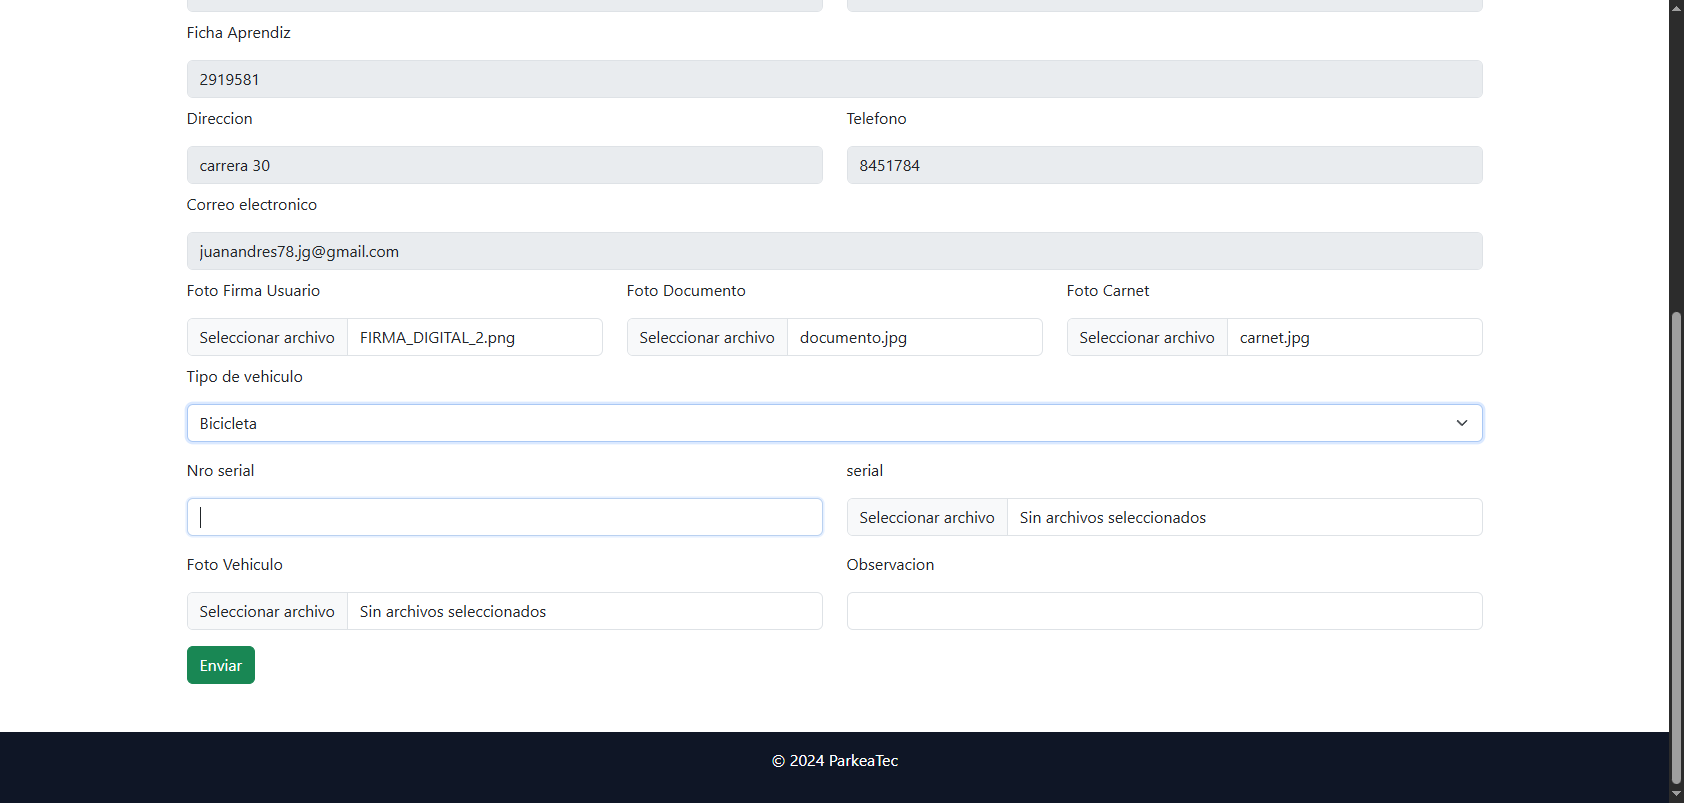 Ficha Aprendiz
2919581
Direccion Telefono
carrera 30 8451784
Correo electronico
juanandres78.jg@gmail.com
Foto Firma Usuario Foto Documento Foto Carnet
Seleccionar archivo FIRMA_DIGITAL_2.png Seleccionar archivo documento.jpg Seleccionar archivo carnet.jpg
Tipo de vehiculo
Bicicleta
Nro serial serial
Seleccionar archivo Sin archivos seleccionados
Foto Vehiculo Observacion
Seleccionar archivo Sin archivos seleccionados
Enviar
© 2024 ParkeaTec